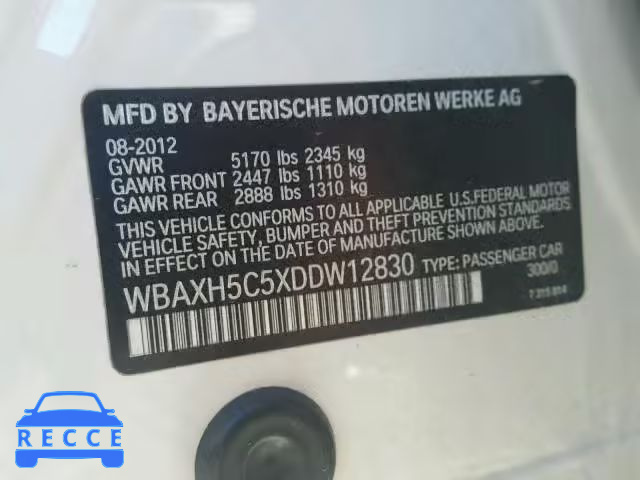 MFD BY BAYERISCHE MOTOREN WERKE AG
08-2012
GVWR 5170 lbs 2345 kg
GAWR FRONT 2447 lbs 1110 kg
GAWR REAR 2888 lbs 1310 kg
THIS VEHICLE CONFORMS TO ALL APPLICABLE U.S.FEDERAL MOTOR
VEHICLE SAFETY, BUMPER AND THEFT PREVENTION STANDARDS
IN EFFECT ON THE DATE OF MANUFACTURE SHOWN ABOVE.
WBAXH5C5XDDW12830 TYPE: PASSENGER CAR
300/0
RECCE